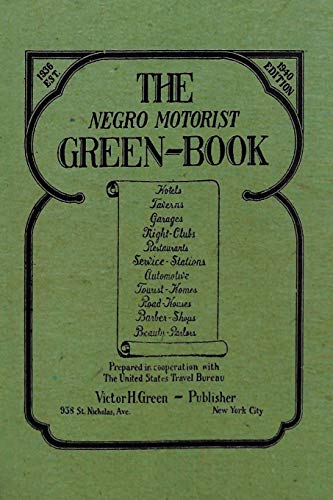 1936
EST.
1940
EDITION
THE
NEGRO MOTORIST
GREEN-BOOK
Hotels
Taverns
Garages
Night-Clubs
Restaurants
Service-Stations
Automotive
Tourist-Homes
Road-Houses
Barber-Shops
Beauty-Parlors
Prepared in cooperation with
The United States Travel Bureau
Victor H. Green — Publisher
938 St. Nicholas, Ave. New York City